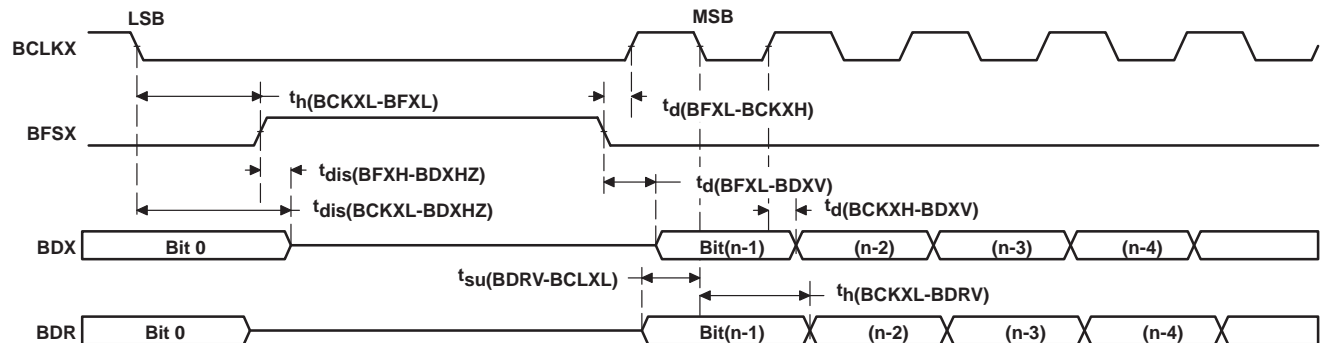 LSB MSB
BCLKX
th(BCKXL-BFXL) td(BFXL-BCKXH)
BFSX
tdis(BFXH-BDXHZ) td(BFXL-BDXV)
tdis(BCKXL-BDXHZ) td(BCKXH-BDXV)
BDX Bit 0 Bit(n-1) (n-2) (n-3) (n-4)
tsu(BDRV-BCLXL) th(BCKXL-BDRV)
BDR Bit 0 Bit(n-1) (n-2) (n-3) (n-4)